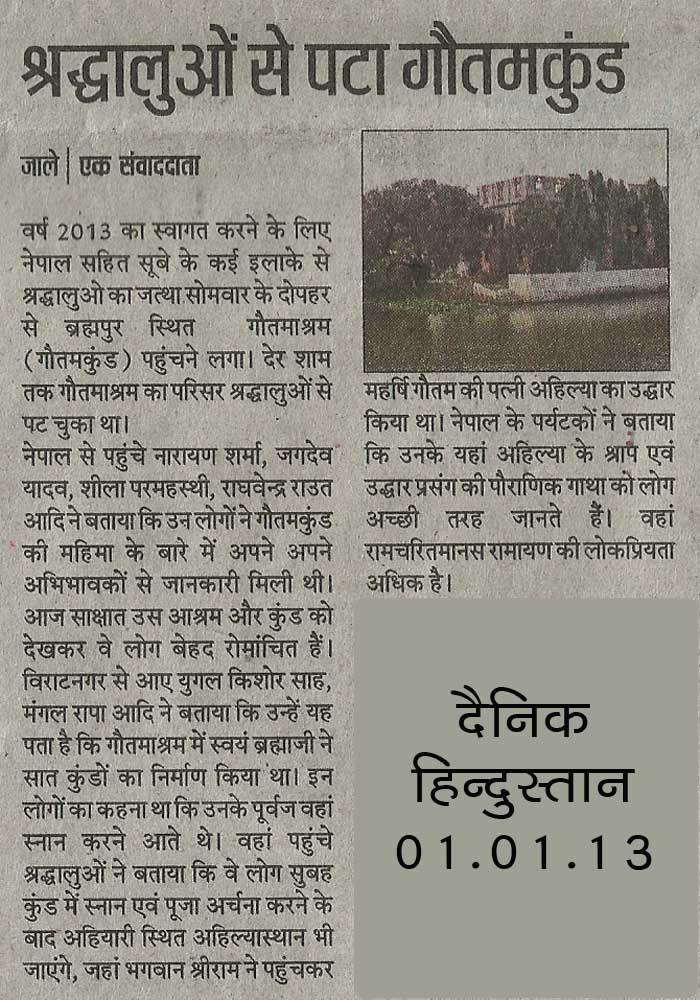 श्रद्धालुओं से पटा गौतमकुंड
जाले | एक संवाददाता
वर्ष 2013 का स्वागत करने के लिए
नेपाल सहित सूबे के कई इलाके से
श्रद्धालुओ का जत्था सोमवार के दोपहर
से ब्रह्मपुर स्थित गौतमाश्रम
(गौतमकुंड) पहुंचने लगा। देर शाम
तक गौतमाश्रम का परिसर श्रद्धालुओं से
पट चुका था।
नेपाल से पहुंचे नारायण शर्मा, जगदेव
यादव, शीला परमहस्थी, राघवेन्द्र राउत
आदि ने बताया कि उन लोगों ने गौतमकुंड
की महिमा के बारे में अपने अपने
अभिभावकों से जानकारी मिली थी।
आज साक्षात उस आश्रम और कुंड को
देखकर वे लोग बेहद रोमांचित हैं।
विराटनगर से आए युगल किशोर साह,
मंगल रापा आदि ने बताया कि उन्हें यह
पता है कि गौतमाश्रम में स्वयं ब्रह्माजी ने
सात कुंडों का निर्माण किया था। इन
लोगों का कहना था कि उनके पूर्वज वहां
स्नान करने आते थे। वहां पहुंचे
श्रद्धालुओं ने बताया कि वे लोग सुबह
कुंड में स्नान एवं पूजा अर्चना करने के
बाद अहियारी स्थित अहिल्यास्थान भी
जाएंगे, जहां भगवान श्रीराम ने पहुंचकर
महर्षि गौतम की पत्नी अहिल्या का उद्धार
किया था। नेपाल के पर्यटकों ने बताया
कि उनके यहां अहिल्या के श्राप एवं
उद्धार प्रसंग की पौराणिक गाथा को लोग
अच्छी तरह जानते हैं। वहां
रामचरितमानस रामायण की लोकप्रियता
अधिक है।
दैनिक
हिन्दुस्तान
01.01.13